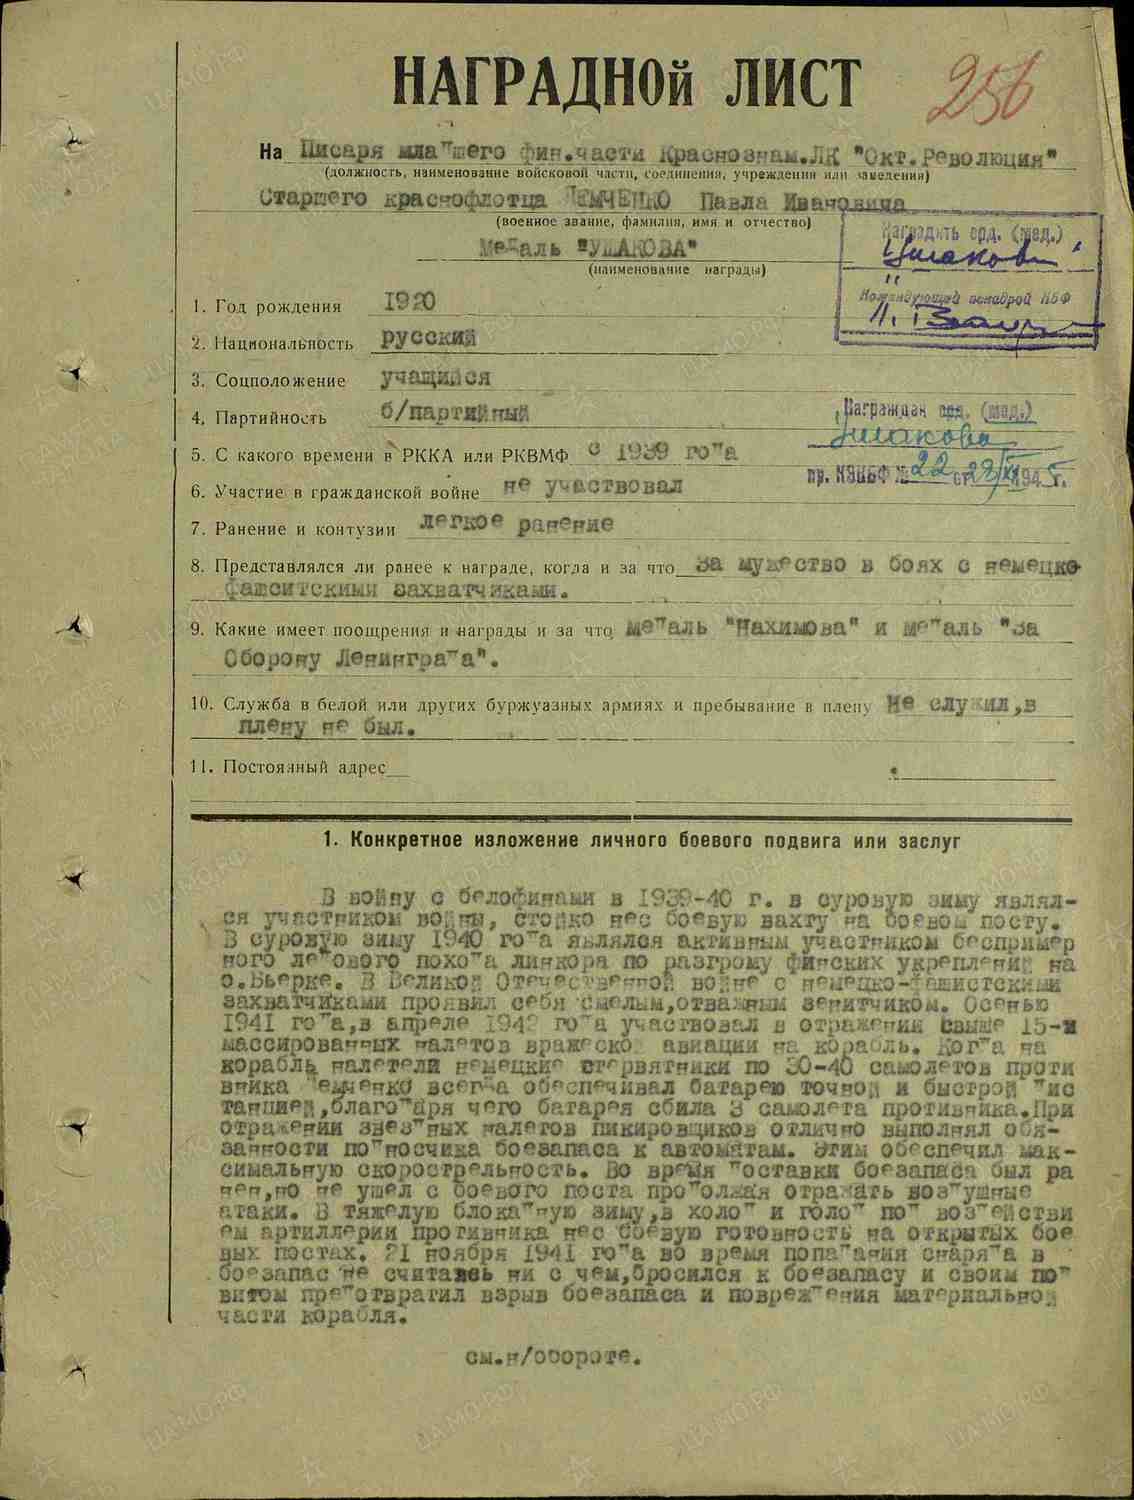 НАГРАДНОЙ ЛИСТ
256
На Писаря младшего фин.части Краснознам.ЛК "Окт.Революция"
(должность, наименование войсковой части, соединения, учреждения или заведения)
Старшего краснофлотца ДЕМЧЕНКО Павла Ивановича
(военное звание, фамилия, имя и отчество)
Медаль "УШАКОВА"
(наименование награды)
Наградить орд. (мед.)
Ушакова
Командующий эскадрой КБФ
1. Год рождения 1920
2. Национальность русский
3. Соцположение учащийся
4. Партийность б/партийный
Награжден орд. (мед.)
Ушакова
5. С какого времени в РККА или РКВМФ С 1939 года
пр. КЗКБФ № 22 от 1945 г.
6. Участие в гражданской войне не участвовал
7. Ранение и контузии легкое ранение
8. Представлялся ли ранее к награде, когда и за что за мужество в боях с немецко
фашситскими захватчиками.
9. Какие имеет поощрения и награды и за что медаль "Нахимова" и медаль "За
Оборону Ленинграда".
10. Служба в белой или других буржуазных армиях и пребывание в плену Не служил,в
плену не был.
11. Постоянный адрес
1. Конкретное изложение личного боевого подвига или заслуг
В войну с белофинами в 1939-40 г. в суровую зиму являл-
ся участником войны, стойко нес боевую вахту на боевом посту.
В суровую зиму 1940 года являлся активным участником беспример
ного ледового похода линкора по разгрому финских укреплений на
о.Бьерке. В Великой Отечественной войне с немецко-фашистскими
захватчиками проявил себя смелым,отважным зенитчиком. Осенью
1941 года,в апреле 1942 года участвовал в отражении свыше 15-и
массированных налетов вражеской авиации на корабль. Когда на
корабль налетели немецкие стервятники по 30-40 самолетов проти
вника Демченко всегда обеспечивал батарею точной и быстрой дис
танцией,благодаря чего батарея сбила 3 самолета противника.При
отражении звездных налетов пикировщиков отлично выполнял обя-
занности подносчика боезапаса к автоматам. Этим обеспечил мак-
симальную скорострельность. Во время доставки боезапаса был ра
нен,но не ушел с боевого поста продолжая отражать воздушные
атаки. В тяжелую блокадную зиму,в холод и голод под воздействи
ем артиллерии противника нес боевую готовность на открытых бое
вых постах. 21 ноября 1941 года во время попадания снаряда в
боезапас не считаясь ни с чем,бросился к боезапасу и своим под
вигом предотвратил взрыв боезапаса и повреждения материальной
части корабля.
см.н/обороте.